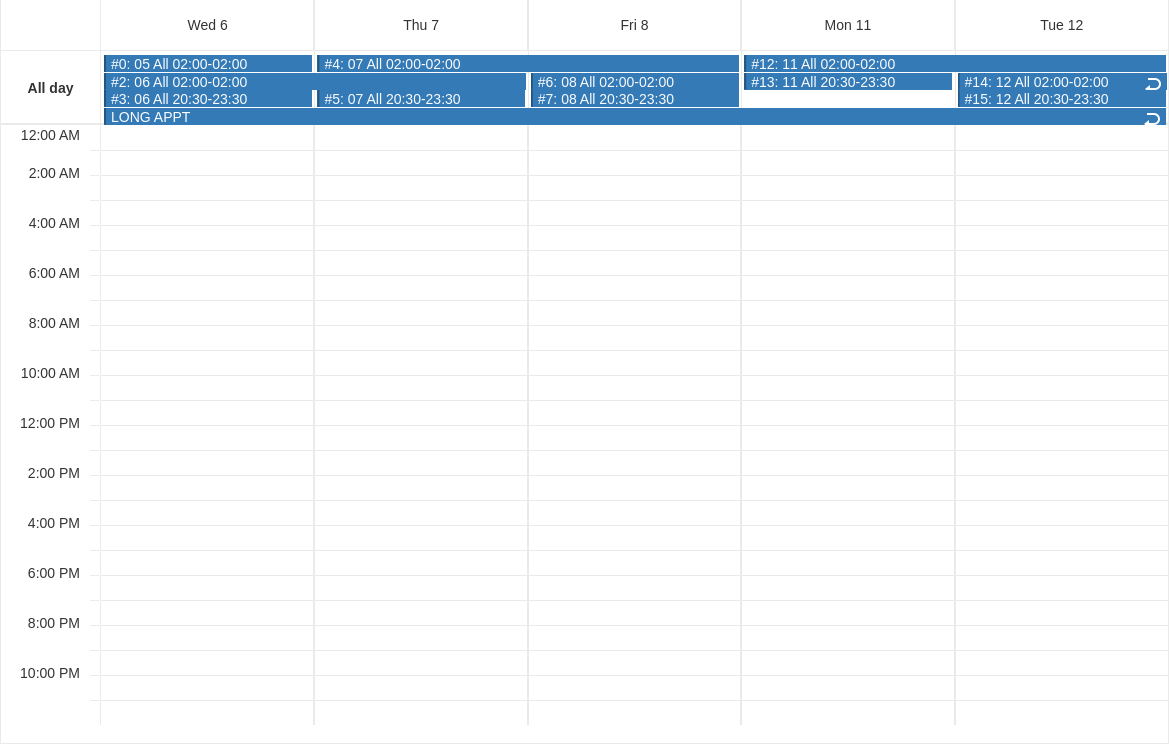 Wed 6 Thu 7 Fri 8 Mon 11 Tue 12
All day
#0: 05 All 02:00-02:00 #4: 07 All 02:00-02:00 #12: 11 All 02:00-02:00
#2: 06 All 02:00-02:00 #6: 08 All 02:00-02:00 #13: 11 All 20:30-23:30 #14: 12 All 02:00-02:00
#3: 06 All 20:30-23:30 #5: 07 All 20:30-23:30 #7: 08 All 20:30-23:30 #15: 12 All 20:30-23:30
LONG APPT
12:00 AM
2:00 AM
4:00 AM
6:00 AM
8:00 AM
10:00 AM
12:00 PM
2:00 PM
4:00 PM
6:00 PM
8:00 PM
10:00 PM